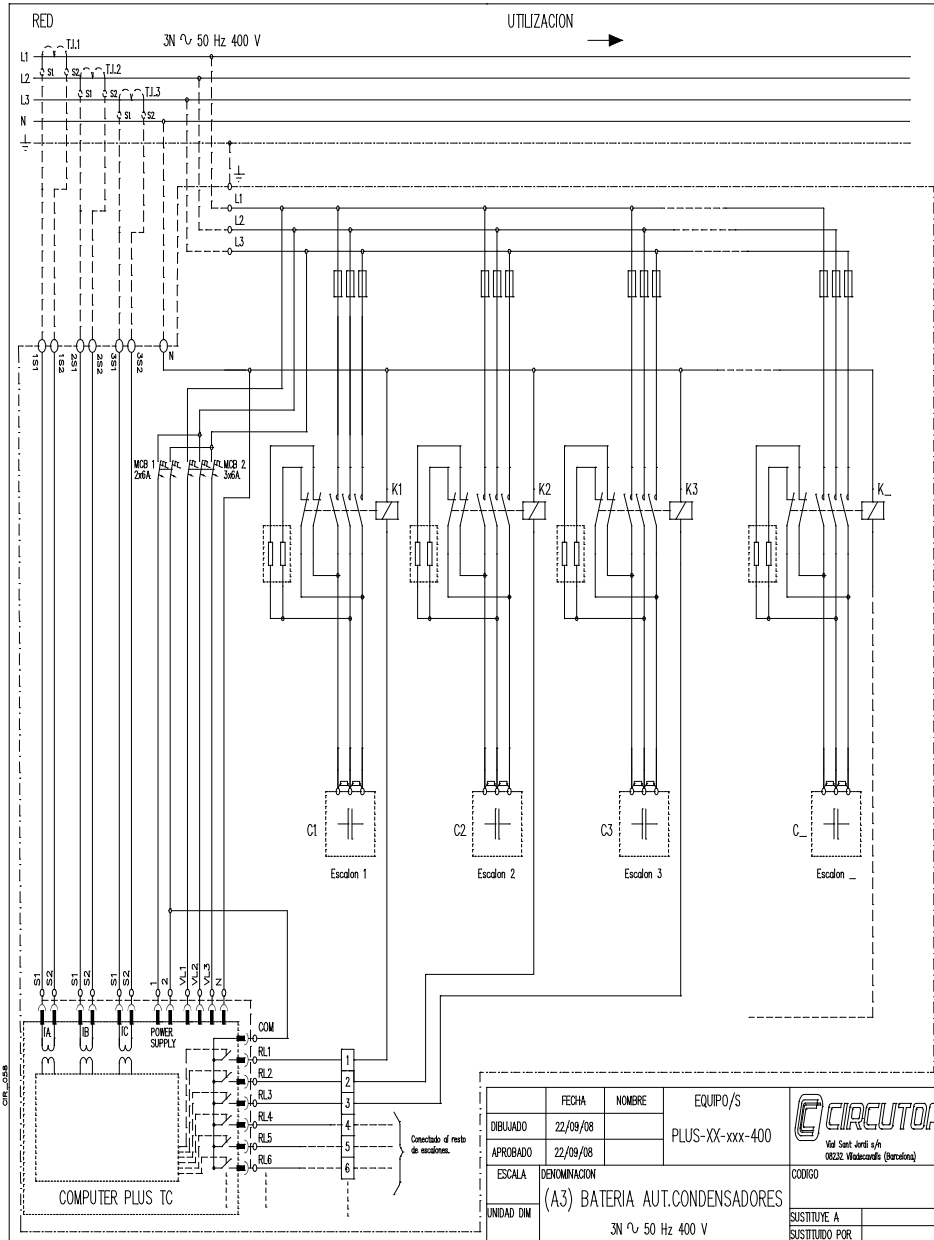 RED
UTILIZACION
3N ∿ 50 Hz 400 V
T.I.1
L1
S1 S2 T.I.2
L2
S1 S2 T.I.3
L3
S1 S2
N
L1
L2
L3
1S1 1S2 2S1 2S2 3S1 3S2 N
MCB 1
2x6A
MCB 2
3x6A
K1 K2 K3 K_
C1 C2 C3 C_
Escalon 1 Escalon 2 Escalon 3 Escalon _
S1 S2 S1 S2 S1 S2 1 2 VL1 VL2 VL3 N
IA IB IC POWER
SUPPLY
COM
RL1 1
RL2 2
RL3 3
RL4 4
RL5 5
RL6 6
Conectado al resto
de escalones.
COMPUTER PLUS TC
CIR_058
FECHA NOMBRE EQUIPO/S
DIBUJADO 22/09/08
PLUS-XX-xxx-400
APROBADO 22/09/08
CIRCUTOR
Vial Sant Jordi s/n
08232 Viladecavalls (Barcelona)
ESCALA DENOMINACION CODIGO
(A3) BATERIA AUT.CONDENSADORES
UNIDAD DIM
3N ∿ 50 Hz 400 V
SUSTITUYE A
SUSTITUIDO POR